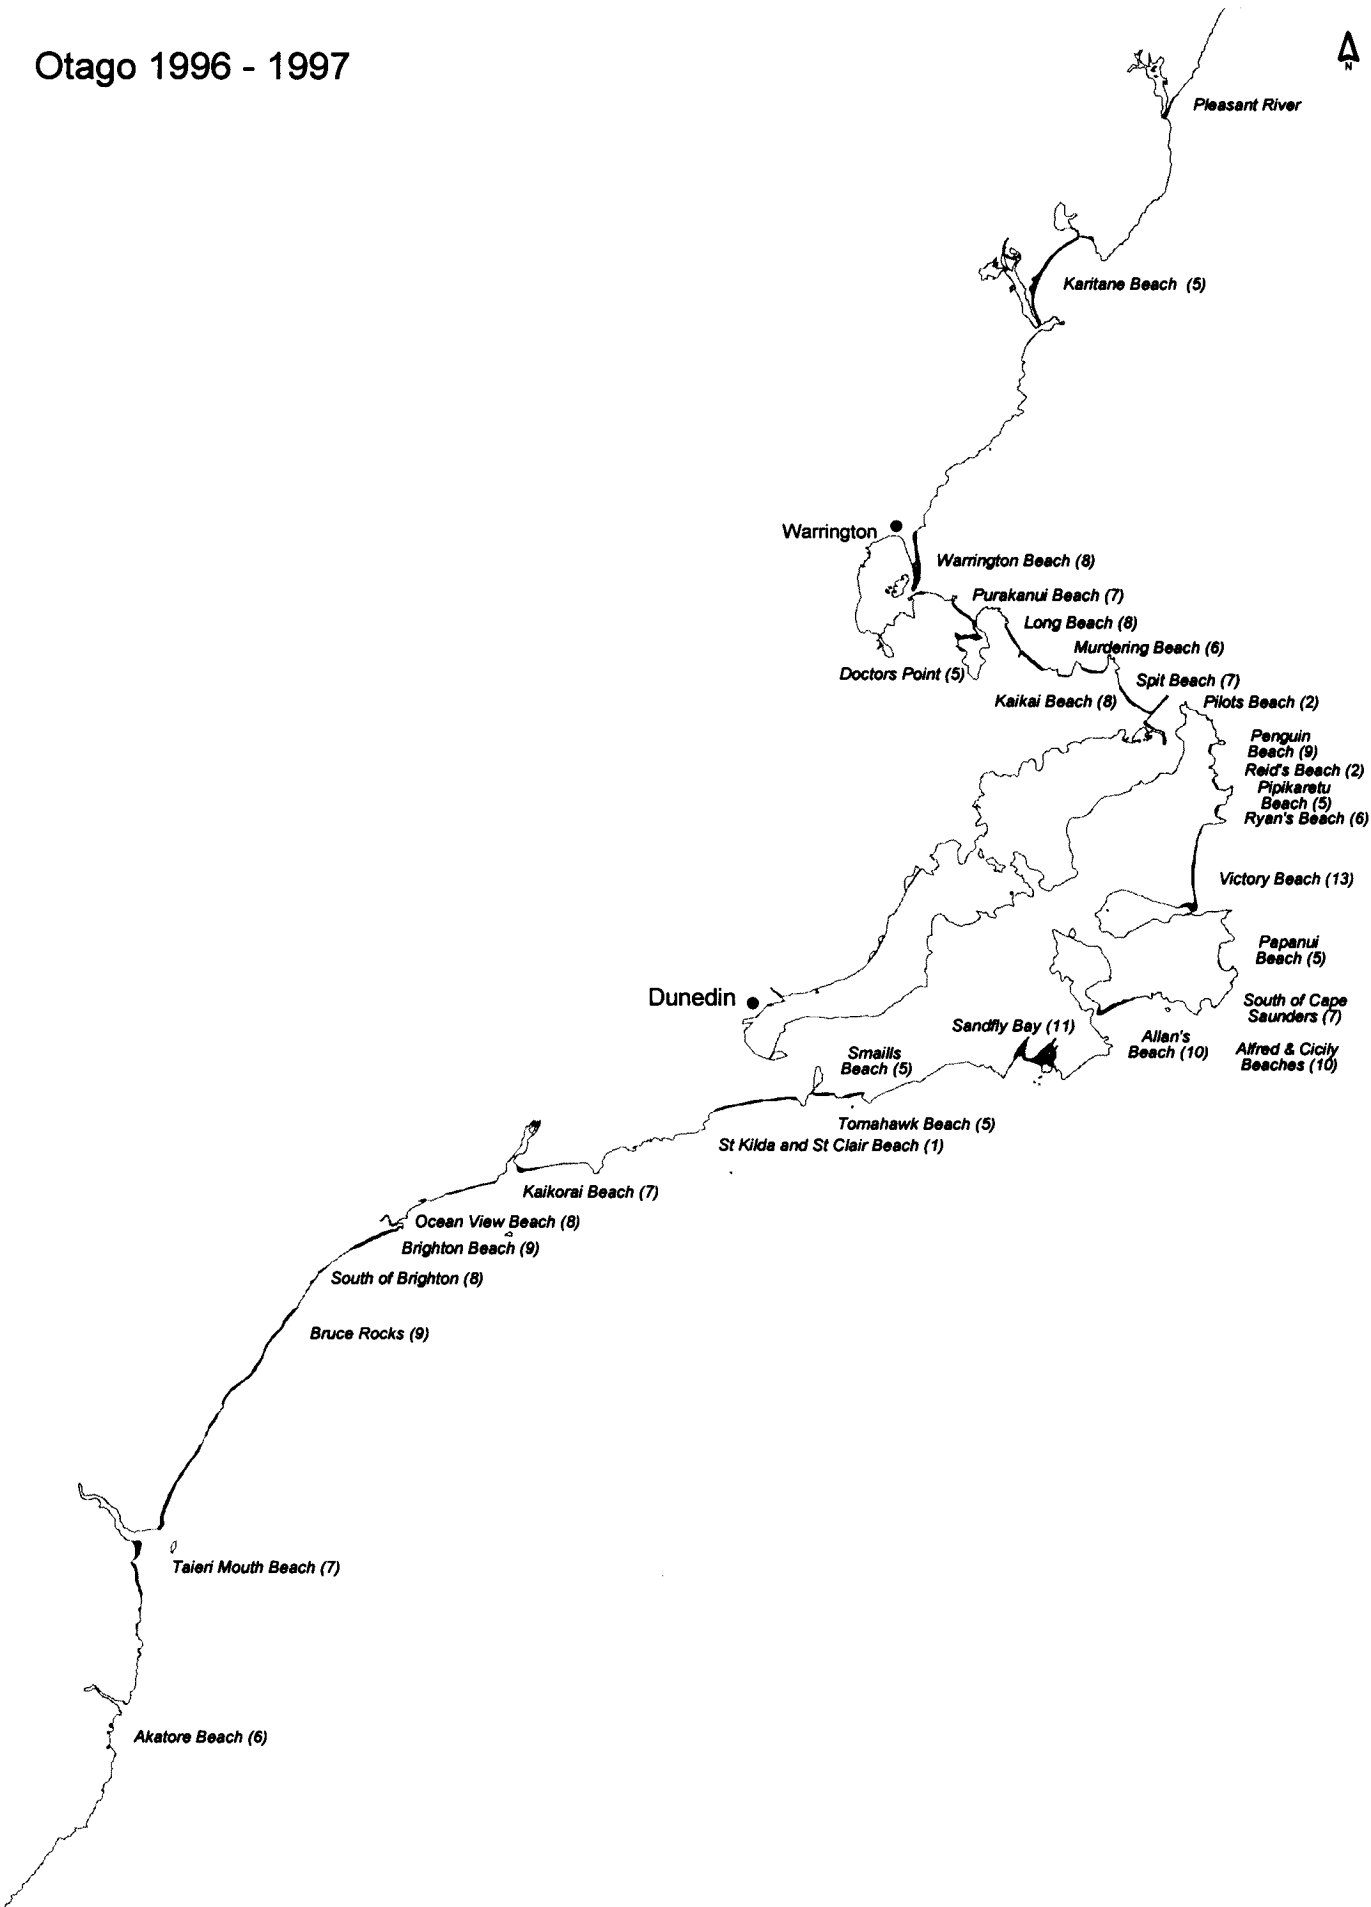 Otago 1996 - 1997
N
Pleasant River
Karitane Beach (5)
Warrington
Warrington Beach (8)
Purakanui Beach (7)
Long Beach (8)
Murdering Beach (6)
Doctors Point (5)
Spit Beach (7)
Kaikai Beach (8)
Pilots Beach (2)
Penguin
Beach (9)
Reid's Beach (2)
Pipikaretu
Beach (5)
Ryan's Beach (6)
Victory Beach (13)
Papanui
Beach (5)
Dunedin
South of Cape
Saunders (7)
Sandfly Bay (11)
Allan's
Beach (10)
Alfred & Cicily
Beaches (10)
Smaills
Beach (5)
Tomahawk Beach (5)
St Kilda and St Clair Beach (1)
Kaikorai Beach (7)
Ocean View Beach (8)
Brighton Beach (9)
South of Brighton (8)
Bruce Rocks (9)
Taieri Mouth Beach (7)
Akatore Beach (6)